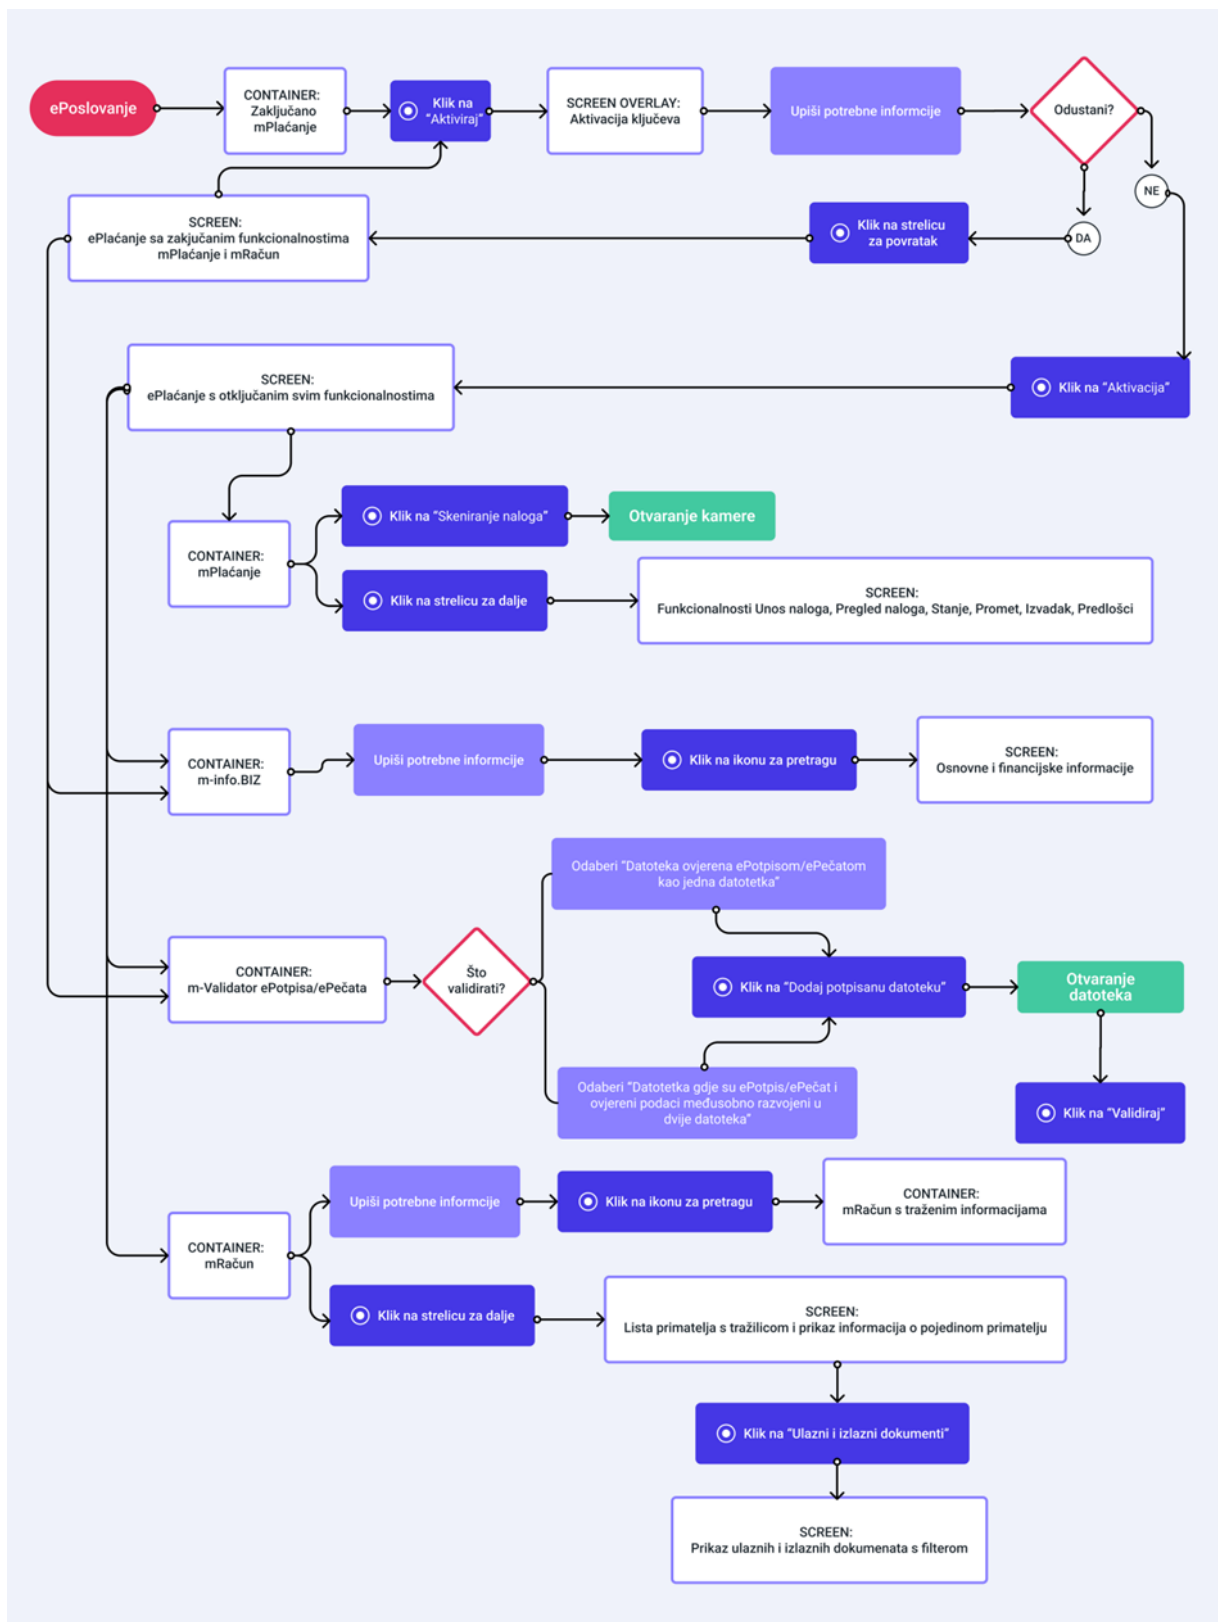 ePoslovanje
CONTAINER:
Zaključano
mPlaćanje
Klik na
“Aktiviraj”
SCREEN OVERLAY:
Aktivacija ključeva
Upiši potrebne informcije
Odustani?
NE
DA
Klik na strelicu
za povratak
SCREEN:
ePlaćanje sa zakjučanim funkcionalnostima
mPlaćanje i mRačun
Klik na “Aktivacija”
SCREEN:
ePlaćanje s otključanim svim funkcionalnostima
CONTAINER:
mPlaćanje
Klik na “Skeniranje naloga”
Otvaranje kamere
Klik na strelicu za dalje
SCREEN:
Funkcionalnosti Unos naloga, Pregled naloga, Stanje, Promet, Izvadak, Predlošci
CONTAINER:
m-info.BIZ
Upiši potrebne informcije
Klik na ikonu za pretragu
SCREEN:
Osnovne i financijske informacije
CONTAINER:
m-Validator ePotpisa/ePečata
Što
validirati?
Odaberi “Datoteka ovjerena ePotpisom/ePečatom
kao jedna datotetka”
Odaberi “Datotetka gdje su ePotpis/ePečat i
ovjereni podaci međusobno razvojeni u
dvije datoteka”
Klik na “Dodaj potpisanu datoteku”
Otvaranje
datoteka
Klik na “Validiraj”
CONTAINER:
mRačun
Upiši potrebne informcije
Klik na ikonu za pretragu
CONTAINER:
mRačun s traženim informacijama
Klik na strelicu za dalje
SCREEN:
Lista primatelja s tražilicom i prikaz informacija o pojedinom primatelju
Klik na “Ulazni i izlazni dokumenti”
SCREEN:
Prikaz ulaznih i izlaznih dokumenata s filterom